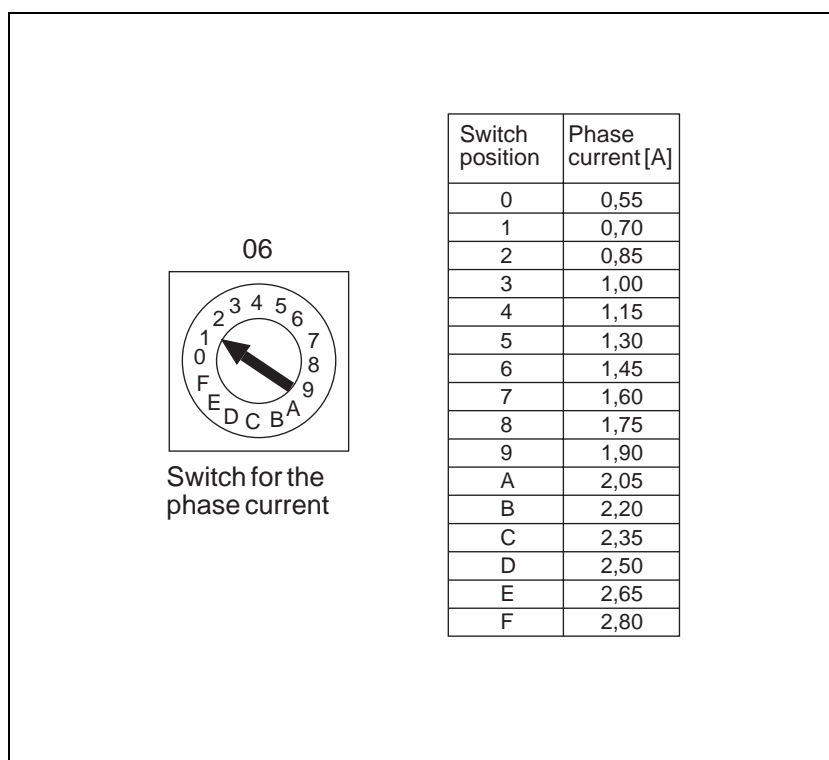 06
4
3 5
2 6
1 7
0 8
F 9
E A
D B
C
Switch for the
phase current
Switch position Phase current [A]
0 0,55
1 0,70
2 0,85
3 1,00
4 1,15
5 1,30
6 1,45
7 1,60
8 1,75
9 1,90
A 2,05
B 2,20
C 2,35
D 2,50
E 2,65
F 2,80